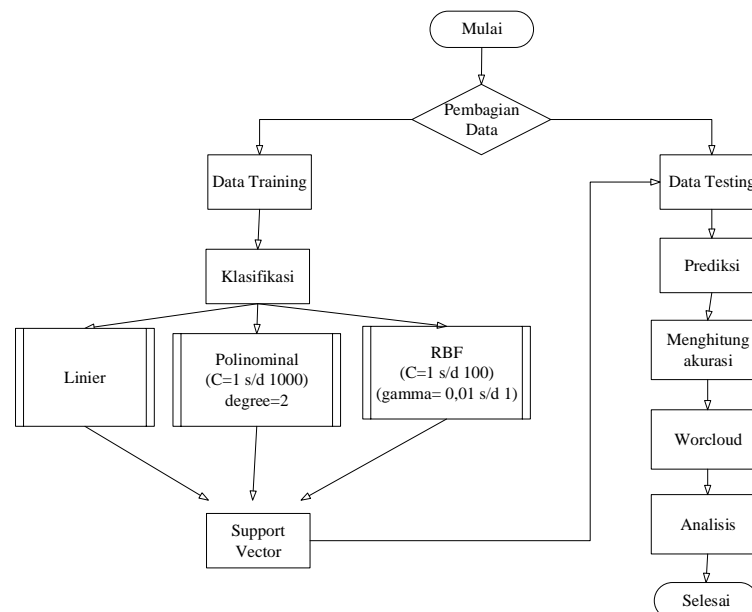 Mulai
Pembagian
Data
Data Training
Data Testing
Klasifikasi
Prediksi
Linier
Polinominal
(C=1 s/d 1000)
degree=2
RBF
(C=1 s/d 100)
(gamma= 0,01 s/d 1)
Menghitung
akurasi
Worcloud
Support
Vector
Analisis
Selesai